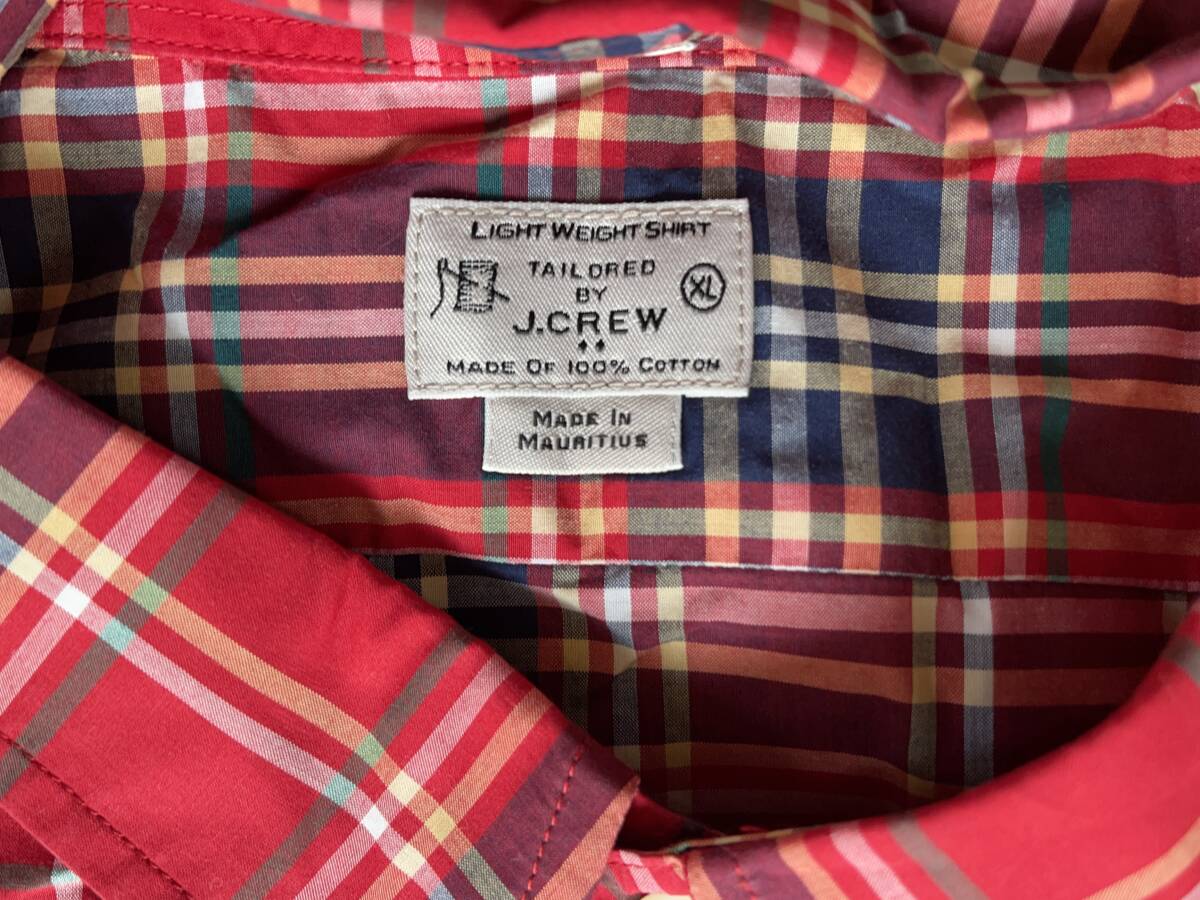 LIGHT WEIGHT SHIRT
TAILORED
BY
J.CREW
XL
MADE OF 100% COTTON
MADE IN
MAURITIUS